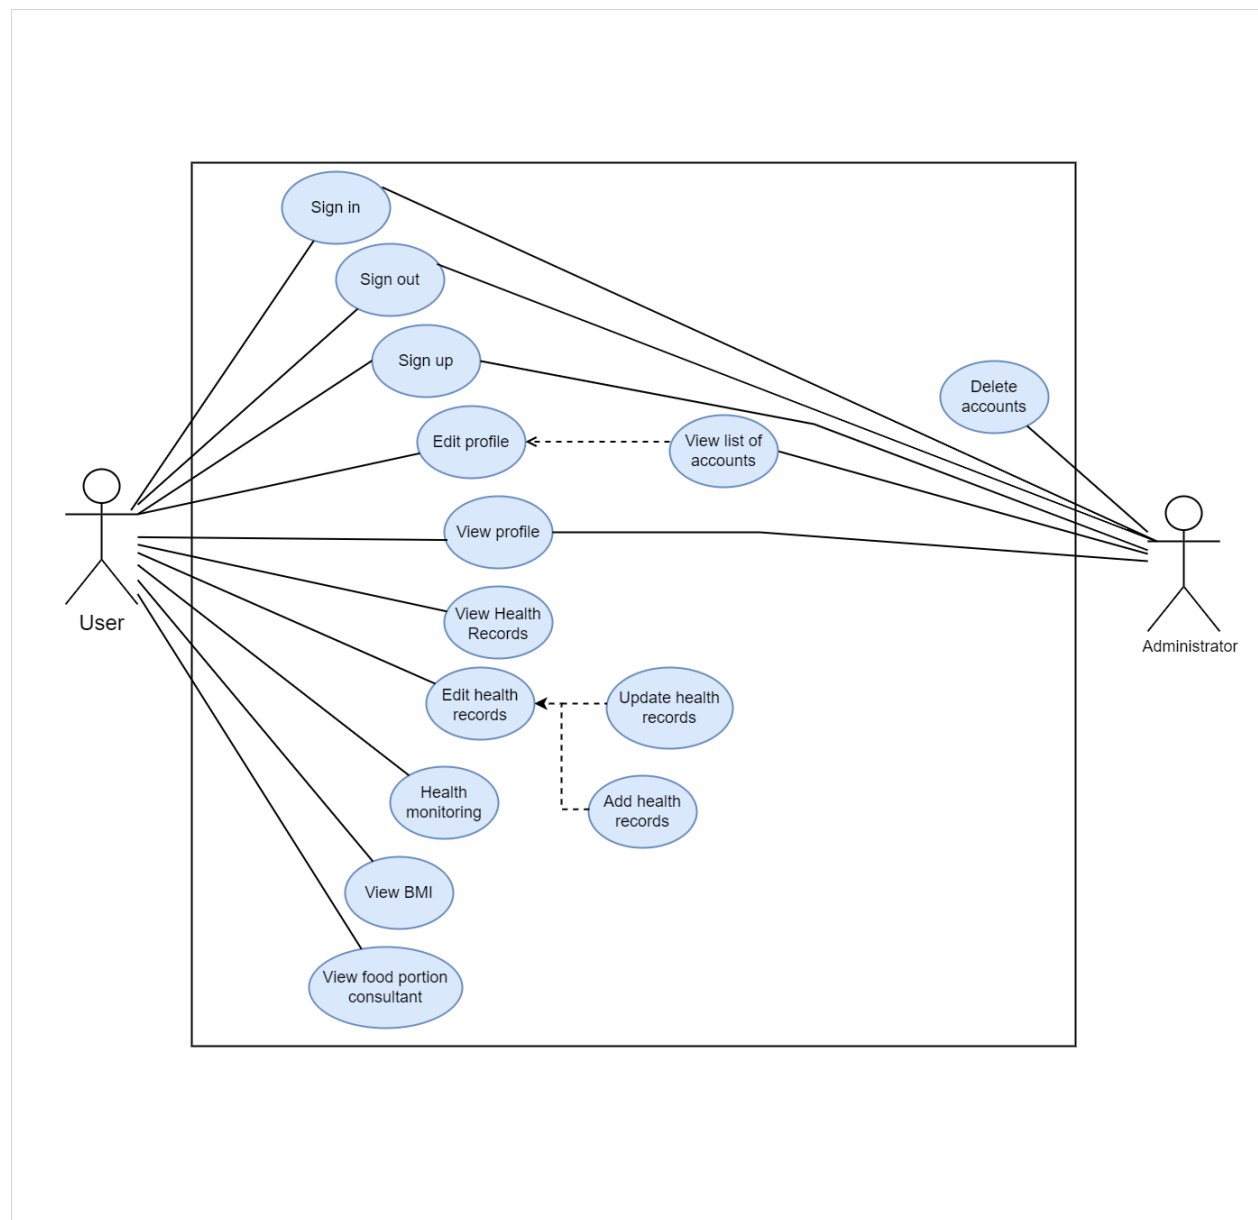 Sign in
Sign out
Sign up
Delete
accounts
Edit profile
View list of
accounts
View profile
User
Administrator
View Health
Records
Edit health
records
Update health
records
Health
monitoring
Add health
records
View BMI
View food portion
consultant